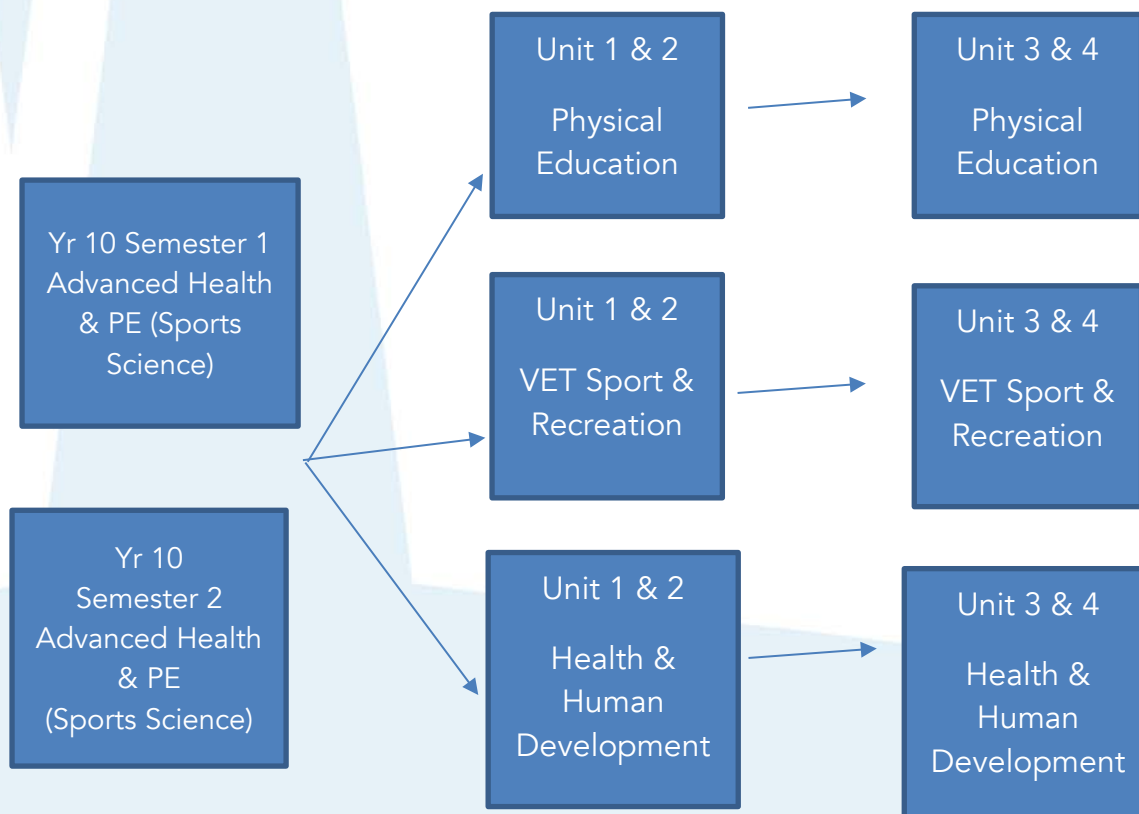 Yr 10 Semester 1
Advanced Health
& PE (Sports
Science)
Yr 10
Semester 2
Advanced Health
& PE
(Sports Science)
Unit 1 & 2
Physical
Education
Unit 3 & 4
Physical
Education
Unit 1 & 2
VET Sport &
Recreation
Unit 3 & 4
VET Sport &
Recreation
Unit 1 & 2
Health &
Human
Development
Unit 3 & 4
Health &
Human
Development